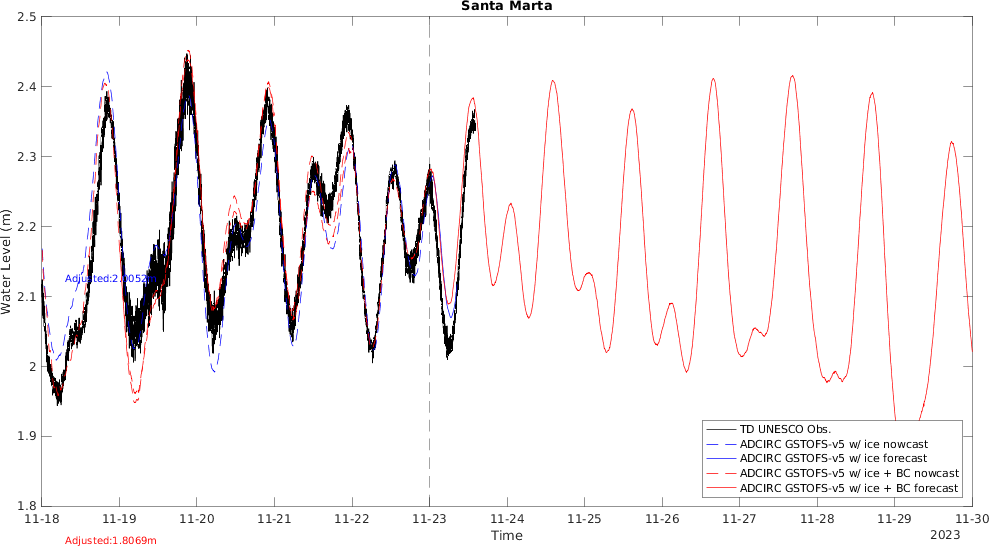 Santa Marta
2.5
2.4
2.3
2.2
2.1
2
1.9
1.8
Water Level (m)
Adjusted:2.0052m
TD UNESCO Obs.
ADCIRC GSTOFS-v5 w/ ice nowcast
ADCIRC GSTOFS-v5 w/ ice forecast
ADCIRC GSTOFS-v5 w/ ice + BC nowcast
ADCIRC GSTOFS-v5 w/ ice + BC forecast
11-18 11-19 11-20 11-21 11-22 11-23 11-24 11-25 11-26 11-27 11-28 11-29 11-30
Time
2023
Adjusted:1.8069m